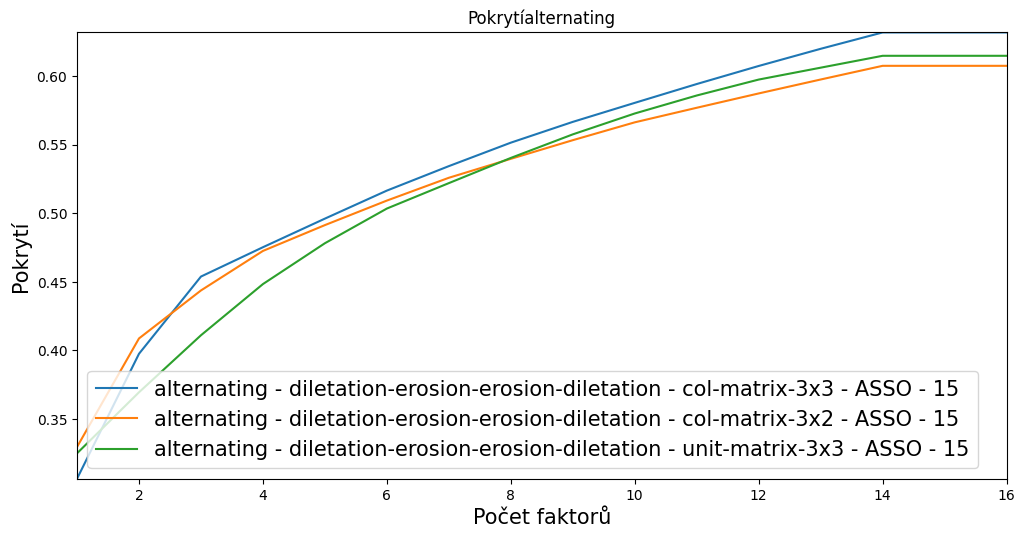 Pokrytíalternating
0.60
0.55
0.50
0.45
0.40
0.35
Pokrytí
alternating - diletation-erosion-erosion-diletation - col-matrix-3x3 - ASSO - 15
alternating - diletation-erosion-erosion-diletation - col-matrix-3x2 - ASSO - 15
alternating - diletation-erosion-erosion-diletation - unit-matrix-3x3 - ASSO - 15
2 4 6 8 10 12 14 16
Počet faktorů